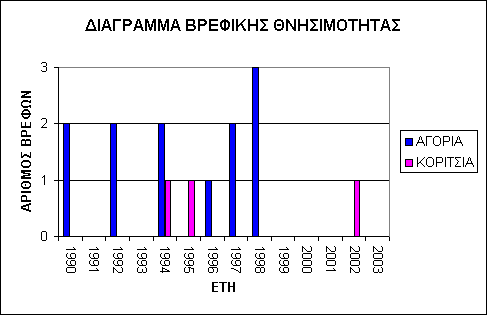 ΔΙΑΓΡΑΜΜΑ ΒΡΕΦΙΚΗΣ ΘΝΗΣΙΜΟΤΗΤΑΣ
ΑΡΙΘΜΟΣ ΒΡΕΦΩΝ
3
2
1
0
1990 1991 1992 1993 1994 1995 1996 1997 1998 1999 2000 2001 2002 2003
ΕΤΗ
ΑΓΟΡΙΑ
ΚΟΡΙΤΣΙΑ